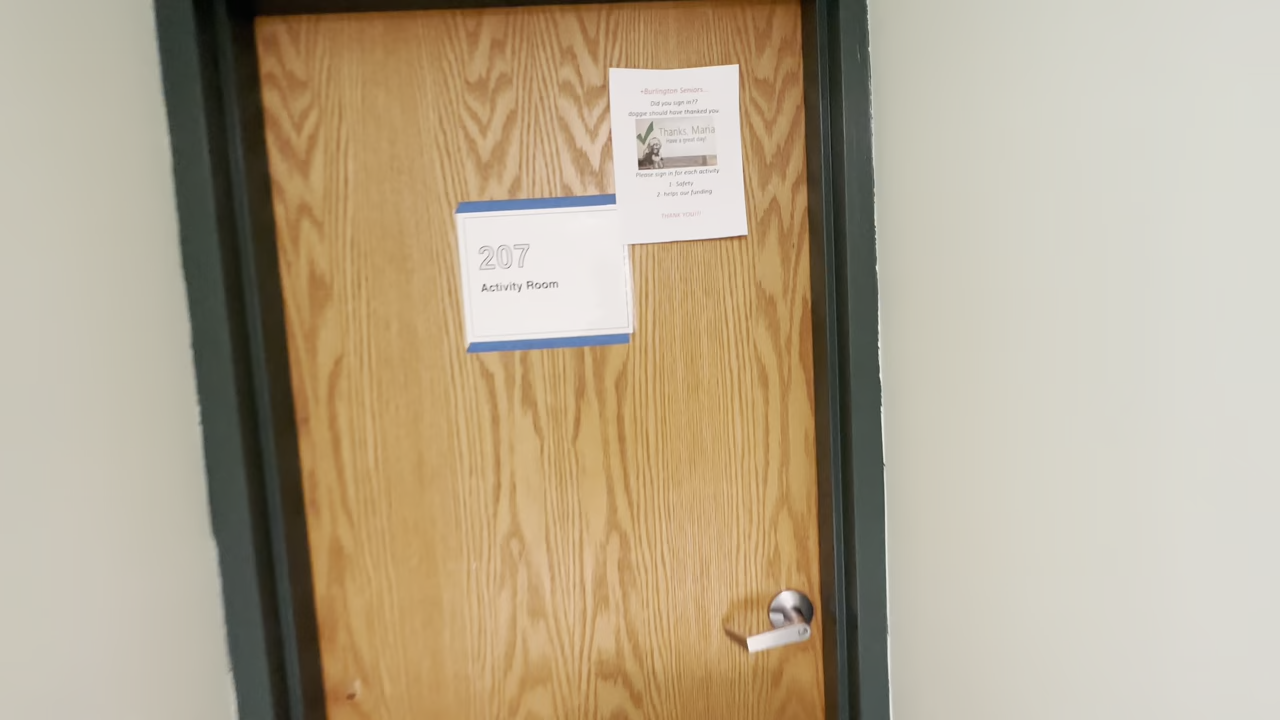 •Burlington Seniors..
Did you sign in??
doggie should have thanked you
Thanks, Maria
Have a great day!
Please sign in for each activity
1. Safety
2. helps our funding
THANK YOU!!!
207
Activity Room